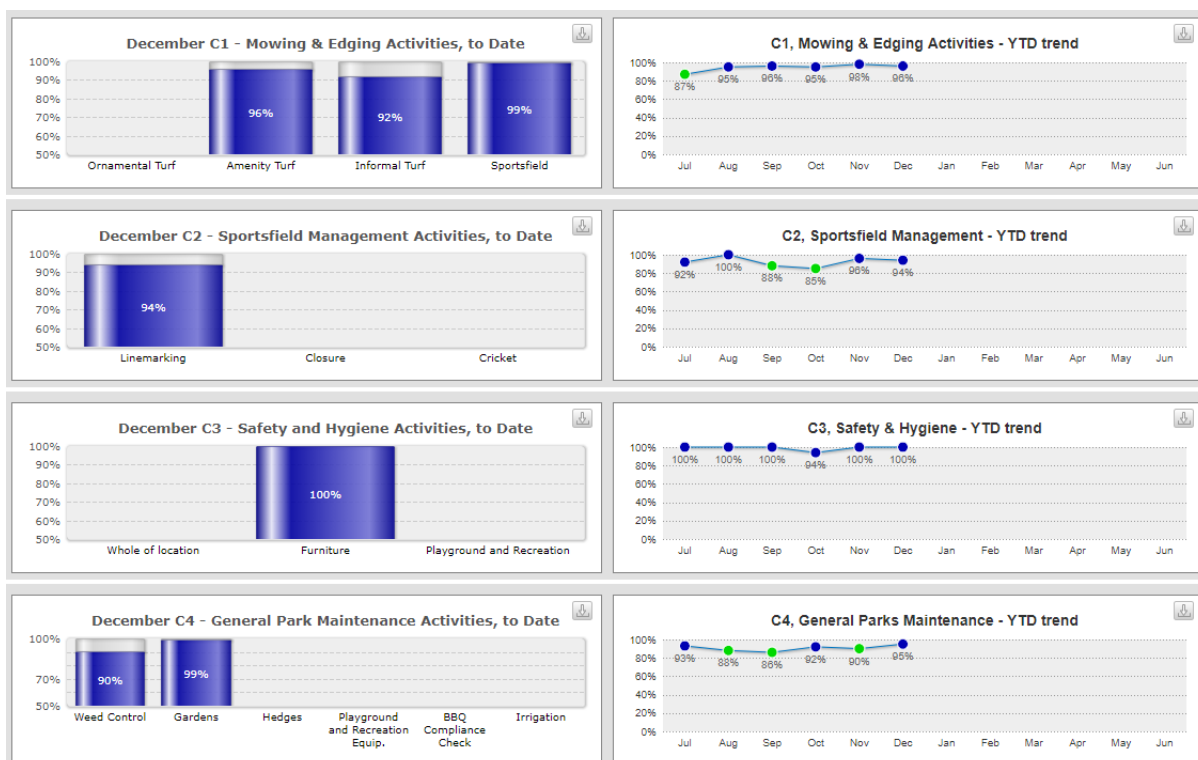 December C1 - Mowing & Edging Activities, to Date
100%
90%
80%
70%
60%
50%
96%
92%
99%
Ornamental Turf
Amenity Turf
Informal Turf
Sportsfield
C1, Mowing & Edging Activities - YTD trend
100%
80%
60%
40%
20%
0%
87%
95%
96%
95%
98%
96%
Jul Aug Sep Oct Nov Dec Jan Feb Mar Apr May Jun
December C2 - Sportsfield Management Activities, to Date
100%
90%
80%
70%
60%
50%
94%
Linemarking
Closure
Cricket
C2, Sportsfield Management - YTD trend
100%
80%
60%
40%
20%
0%
92%
100%
88%
85%
96%
94%
Jul Aug Sep Oct Nov Dec Jan Feb Mar Apr May Jun
December C3 - Safety and Hygiene Activities, to Date
100%
90%
80%
70%
60%
50%
100%
Whole of location
Furniture
Playground and Recreation
C3, Safety & Hygiene - YTD trend
100%
80%
60%
40%
20%
0%
100%
100%
100%
94%
100%
100%
Jul Aug Sep Oct Nov Dec Jan Feb Mar Apr May Jun
December C4 - General Park Maintenance Activities, to Date
100%
70%
50%
90%
99%
Weed Control
Gardens
Hedges
Playground
and Recreation
Equip.
BBQ
Compliance
Check
Irrigation
C4, General Parks Maintenance - YTD trend
100%
80%
60%
40%
20%
0%
93%
88%
86%
92%
90%
95%
Jul Aug Sep Oct Nov Dec Jan Feb Mar Apr May Jun